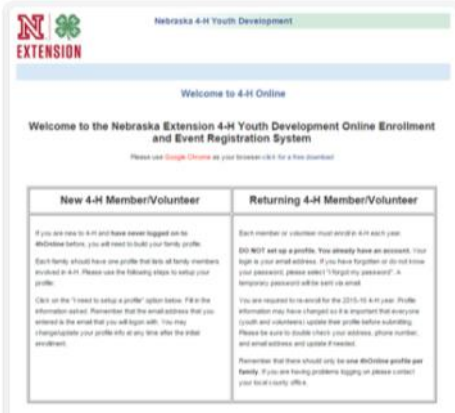 Nebraska 4-H Youth Development
N
EXTENSION
Welcome to 4-H Online
Welcome to the Nebraska Extension 4-H Youth Development Online Enrollment
and Event Registration System
Please use Google Chrome as your browser click for a free download
New 4-H Member/Volunteer
If you are new to 4-H and have never logged on to
4hOnline before, you will need to build your family profile.
Each family should have one profile that lists all family members
involved in 4-H. Please use the following steps to setup your
profile:
Click on the "I need to setup a profile" option below. Fill in the
information asked. Remember that the email address that you
entered is the email that you will logon with. You may
change/update your profile info at any time after the initial
enrollment.
Returning 4-H Member/Volunteer
Each member or volunteer must enroll in 4-H each year.
DO NOT set up a profile. You already have an account. Your
login is your email address. If you have forgotten or do not know
your password, please select "I forgot my password". A
temporary password will be sent via email.
You are required to re-enroll for the 2015-16 4-H year. Profile
information may have changed so it is important that everyone
(youth and volunteers) update their profile before submitting.
Please be sure to double check your address, phone number,
and email address and update if needed.
Remember that there should only be one 4hOnline profile per
family. If you are having problems logging on please contact
your local county office.